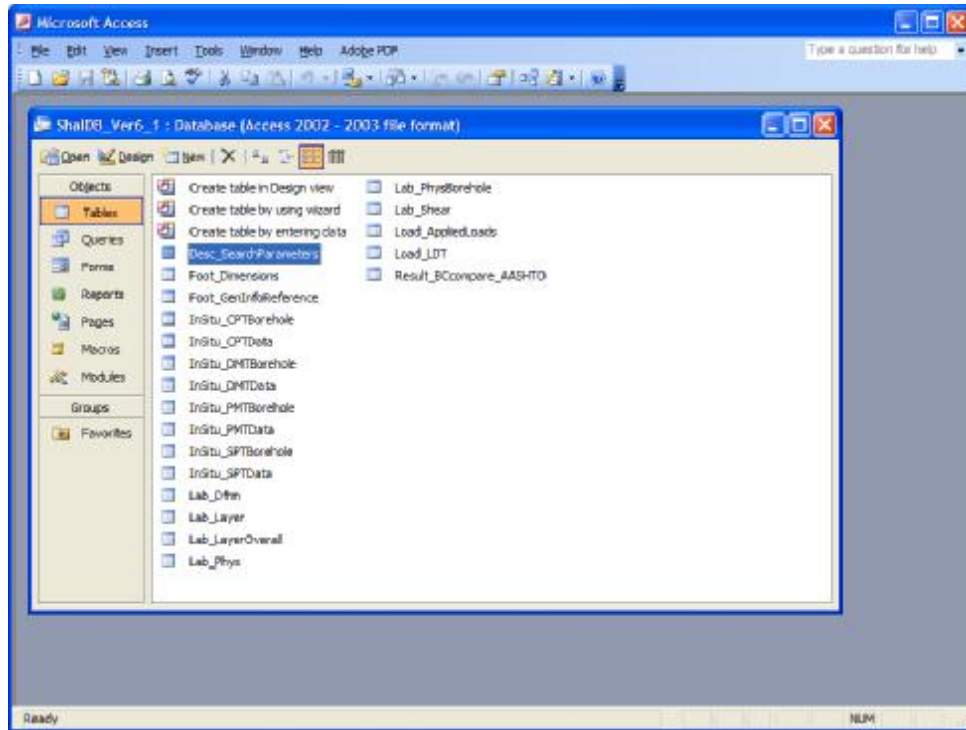 Microsoft Access
File Edit View Insert Tools Window Help Adobe PDF
Type a question for help
ShalDB_Ver6_1 : Database (Access 2002 - 2003 file format)
Open Design New
Objects
Tables
Queries
Forms
Reports
Pages
Macros
Modules
Groups
Favorites
Create table in Design view
Create table by using wizard
Create table by entering data
Desc_SearchParameters
Foot_Dimensions
Foot_GenInfoReference
InSitu_CPTBorehole
InSitu_CPTData
InSitu_DMTBorehole
InSitu_DMTData
InSitu_PMTBorehole
InSitu_PMTData
InSitu_SPTBorehole
InSitu_SPTData
Lab_Dfrm
Lab_Layer
Lab_LayerOverall
Lab_Phys
Lab_PhysBorehole
Lab_Shear
Load_AppliedLoads
Load_LDT
Result_BCcompare_AASHTO
Ready
NUM